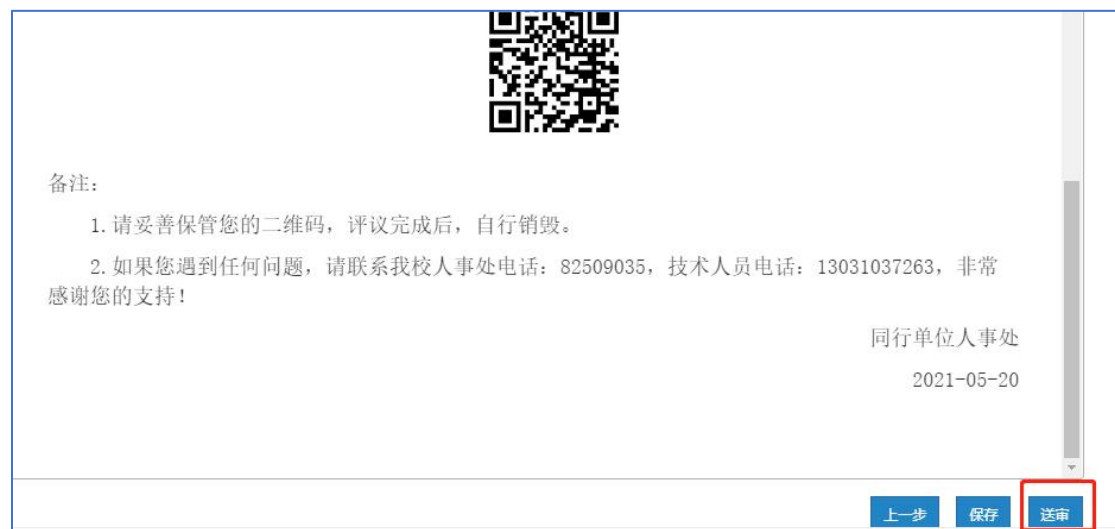 备注:
1.请妥善保管您的二维码，评议完成后，自行销毁。
2.如果您遇到任何问题，请联系我校人事处电话：82509035，技术人员电话：13031037263，非常
感谢您的支持！
同行单位人事处
2021-05-20
上一步 保存 送审